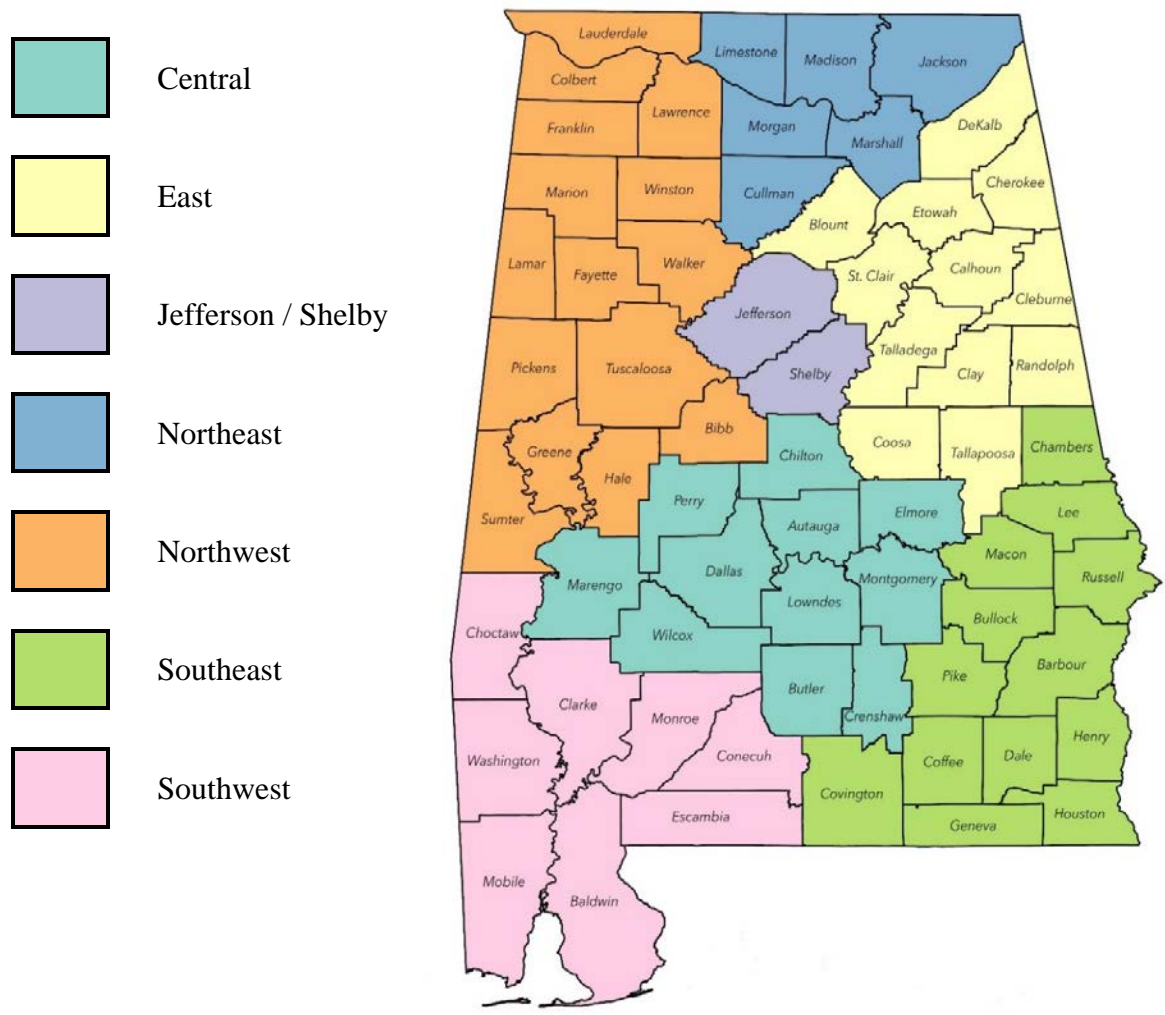 Central
East
Jefferson / Shelby
Northeast
Northwest
Southeast
Southwest
Lauderdale
Limestone
Madison
Jackson
Colbert
Lawrence
Franklin
Morgan
Marshall
DeKalb
Cherokee
Marion
Winston
Cullman
Blount
Etowah
Lamar
Fayette
Walker
St. Clair
Calhoun
Cleburne
Jefferson
Pickens
Tuscaloosa
Shelby
Talladega
Clay
Randolph
Bibb
Greene
Hale
Chilton
Coosa
Tallapoosa
Chambers
Sumter
Perry
Autauga
Elmore
Lee
Macon
Russell
Marengo
Dallas
Lowndes
Montgomery
Bullock
Choctaw
Wilcox
Barbour
Clarke
Butler
Crenshaw
Pike
Monroe
Henry
Washington
Conecuh
Coffee
Dale
Covington
Escambia
Geneva
Houston
Mobile
Baldwin